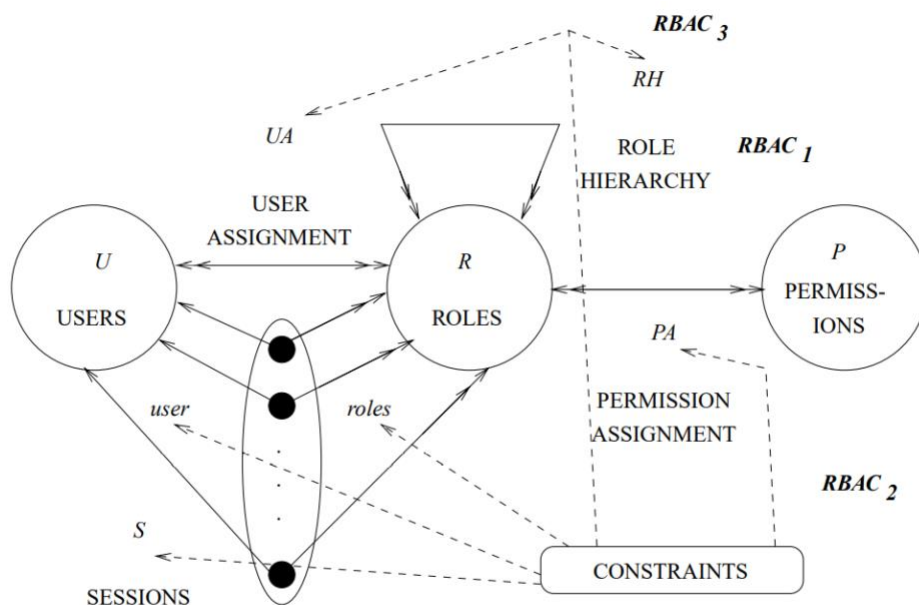 RBAC 3
RH
UA
ROLE
HIERARCHY
RBAC 1
USER
ASSIGNMENT
U
USERS
R
ROLES
P
PERMISS-
IONS
PA
user
roles
PERMISSION
ASSIGNMENT
RBAC 2
S
SESSIONS
CONSTRAINTS